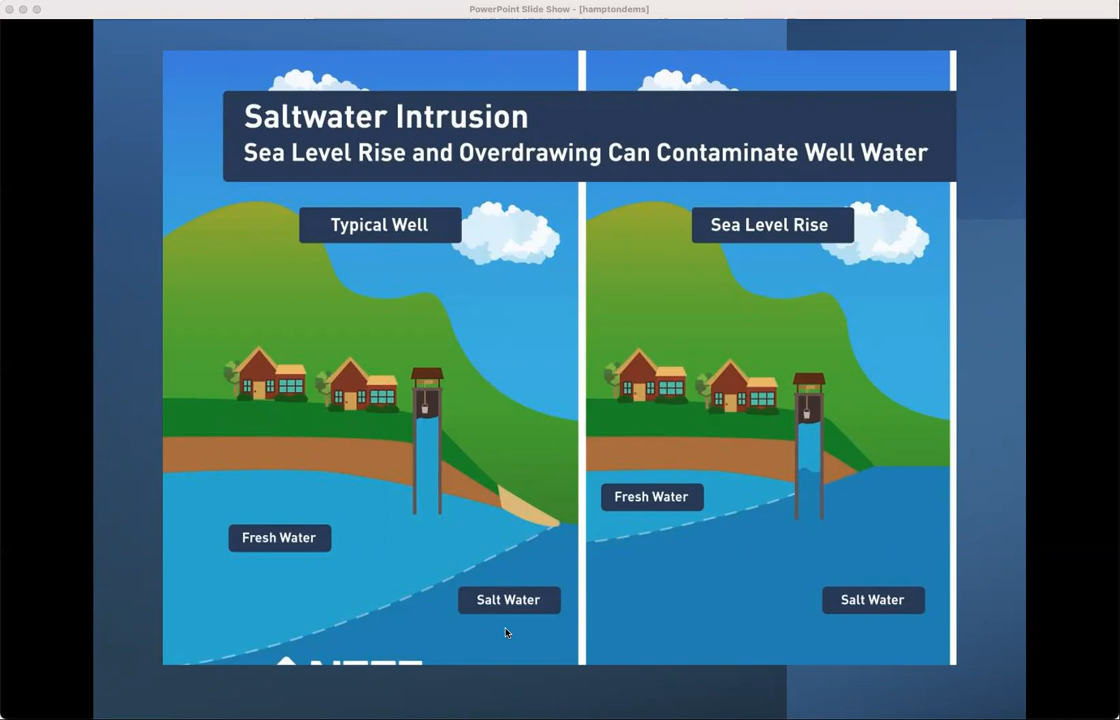 PowerPoint Slide Show - [hamptondems]
Saltwater Intrusion
Sea Level Rise and Overdrawing Can Contaminate Well Water
Typical Well
Sea Level Rise
Fresh Water
Salt Water
Fresh Water
Salt Water